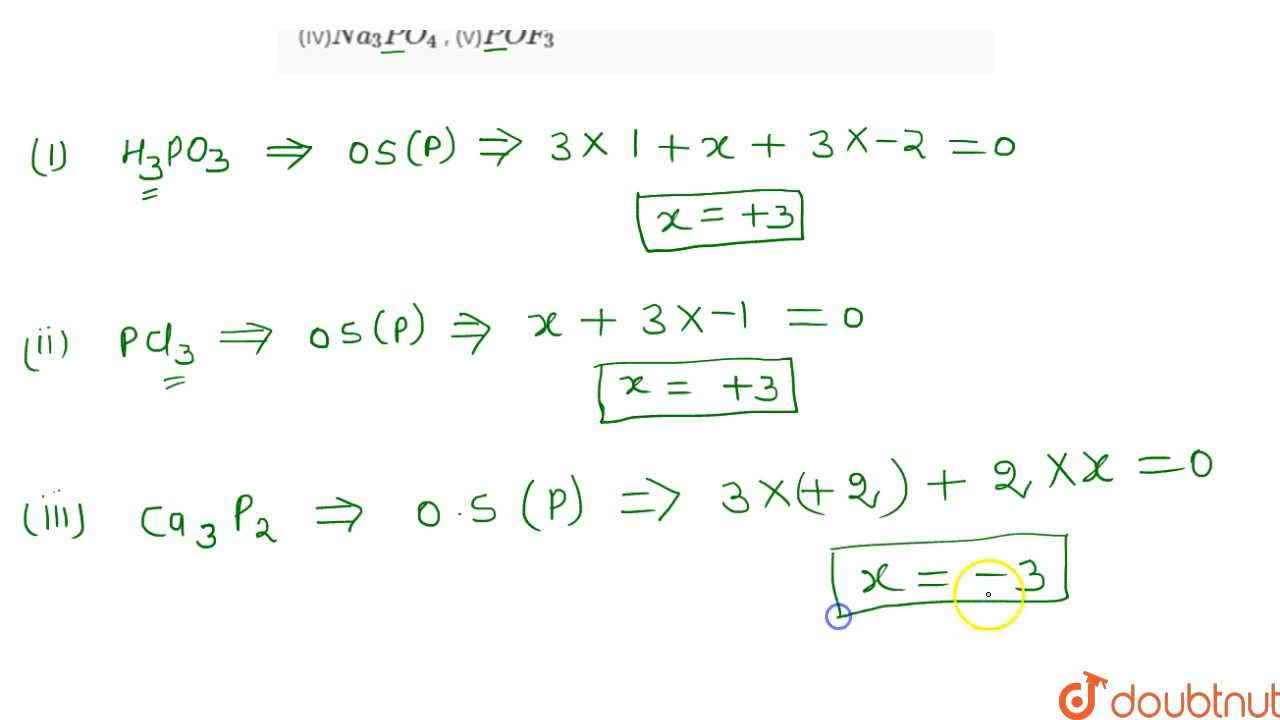 (iv)Na₃PO₄ , (v)POF₃
(i) H₃PO₃ ⇒ OS(P) ⇒ 3 × 1 + x + 3 × -2 = 0
x = +3
(ii) PCl₃ ⇒ OS(P) ⇒ x + 3 × -1 = 0
x = +3
(iii) Ca₃P₂ ⇒ O.S (P) ⇒ 3 × (+2) + 2 × x = 0
x = -3
doubtnut